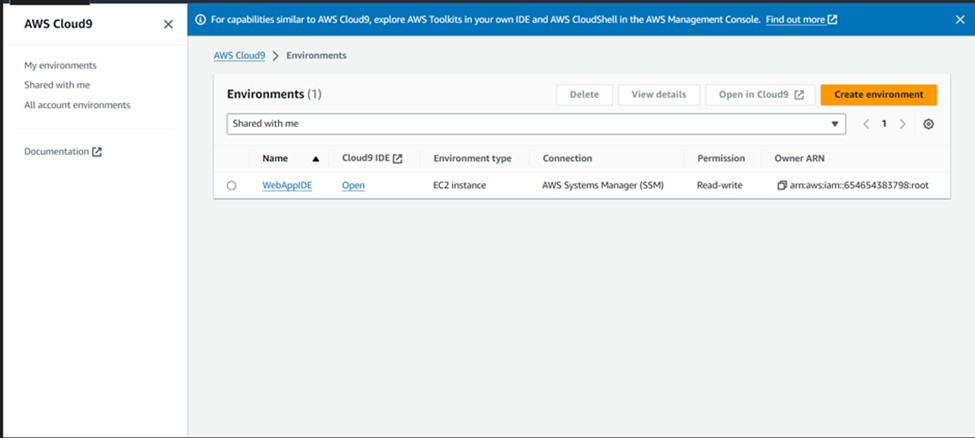 AWS Cloud9
My environments
Shared with me
All account environments
Documentation
For capabilities similar to AWS Cloud9, explore AWS Toolkits in your own IDE and AWS CloudShell in the AWS Management Console. Find out more
AWS Cloud9 > Environments
Environments (1)
Delete
View details
Open in Cloud9
Create environment
Shared with me
1
Name Cloud9 IDE Environment type Connection Permission Owner ARN
WebAppIDE Open EC2 instance AWS Systems Manager (SSM) Read-write arn:aws:iam::654654383798:root